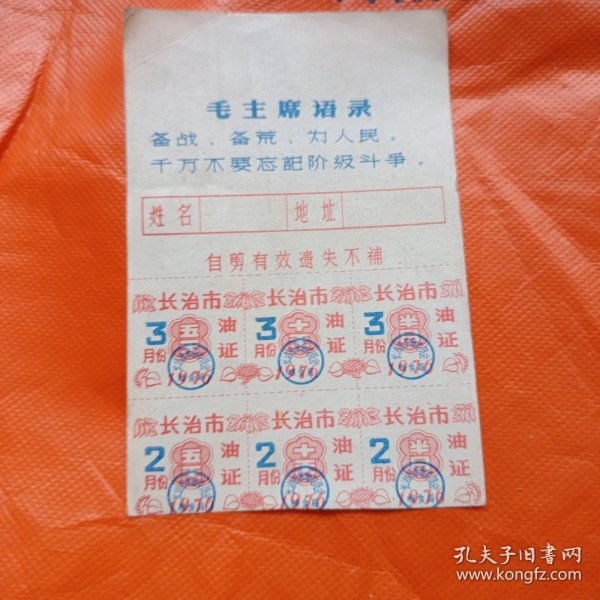 毛主席语录
备战、备荒、为人民。
千万不要忘記阶级斗争。
姓名 地址
自剪有效遗失不補
长治市 长治市 长治市
3月份 五 油证 3月份 十 油证 3月份 半 油证
1970 1970 1970
长治市 长治市 长治市
2月份 五 油证 2月份 十 油证 2月份 半 油证
1970 1970 1970
孔夫子旧书网
www.kongfz.com